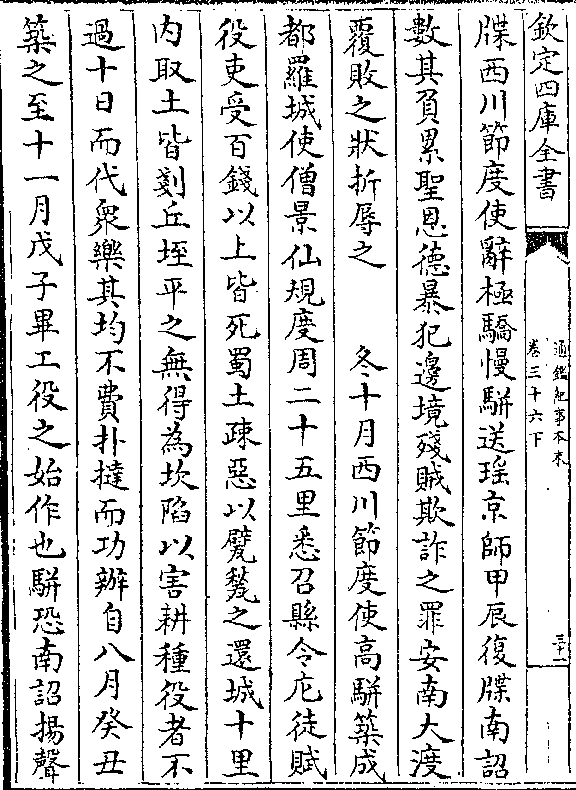 欽定四庫全書
通鑑紀事本末
卷三十六下
三十一
牒西川節度使辭極驕慢駢送瑶京師甲辰復牒南詔
數其負累聖恩德暴犯邊境殘賊欺詐之罪安南大渡
覆敗之狀折辱之　　冬十月西川節度使高駢築成
都羅城使僧景仙規度周二十五里悉召縣令庀徒賦
役吏受百錢以上皆死蜀土疎惡以甓甃之還城十里
内取土皆剗丘垤平之無得為坎陷以害耕種役者不
過十日而代衆樂其均不費扑撻而功辦自八月癸丑
築之至十一月戊子畢工役之始作也駢恐南詔揚聲